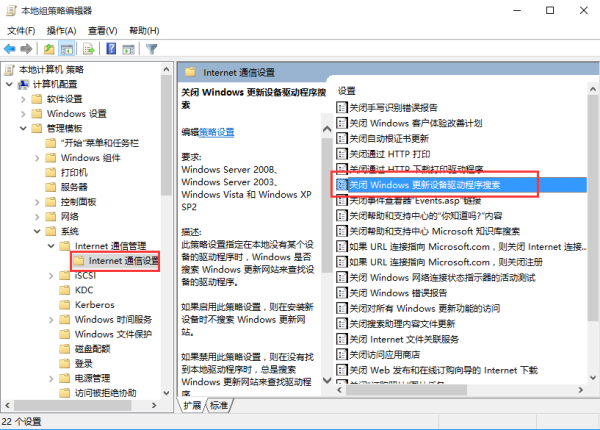 本地组策略编辑器
文件(F) 操作(A) 查看(V) 帮助(H)
本地计算机 策略
计算机配置
软件设置
Windows 设置
管理模板
"开始"菜单和任务栏
Windows 组件
打印机
服务器
控制面板
网络
系统
Internet 通信管理
Internet 通信设置
iSCSI
KDC
Kerberos
Windows 时间服务
Windows 文件保护
磁盘配额
登录
电源管理
访问被拒绝协助
Internet 通信设置
关闭 Windows 更新设备驱动程序搜
索
编辑策略设置
要求:
Windows Server 2008、
Windows Server 2003、
Windows Vista 和 Windows XP
SP2
描述:
此策略设置指定在本地没有某个设
备的驱动程序时，Windows 是否
搜索 Windows 更新网站来查找设
备的驱动程序。
如果启用此策略设置，则在安装新
设备时不搜索 Windows 更新网
站。
如果禁用此策略设置，则在没有找
到本地驱动程序时，总是搜索
Windows 更新网站来查找驱动程
设置
关闭手写识别错误报告
关闭 Windows 客户体验改善计划
关闭自动根证书更新
关闭通过 HTTP 打印
关闭通过 HTTP 下载打印驱动程序
关闭 Windows 更新设备驱动程序搜索
关闭事件查看器"Events.asp"链接
关闭帮助和支持中心的"你知道吗?"内容
关闭帮助和支持中心 Microsoft 知识库搜索
如果 URL 连接指向 Microsoft.com，则关闭 Internet 连接...
如果 URL 连接指向 Microsoft.com，则关闭注册
关闭 Windows 网络连接状态指示器的活动测试
关闭 Windows 错误报告
关闭对所有 Windows 更新功能的访问
关闭搜索助理内容文件更新
关闭 Internet 文件关联服务
关闭访问应用商店
关闭 Web 发布和在线订购向导的 Internet 下载
扩展 标准
22 个设置